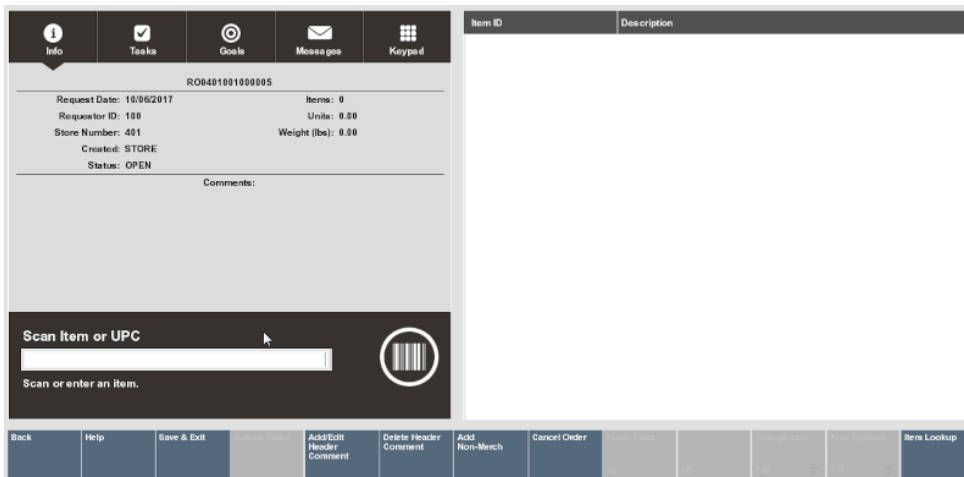 Info Tasks Goals Messages Keypad
RO0401001000005
Request Date: 10/06/2017 Items: 0
Requestor ID: 100 Units: 0.00
Store Number: 401 Weight (lbs): 0.00
Created: STORE
Status: OPEN
Comments:
Scan Item or UPC
Scan or enter an item.
Item ID Description
Back Help Save & Exit Submit Order Add/Edit Header Comment Delete Header Comment Add Non-Merch Cancel Order Item Lookup